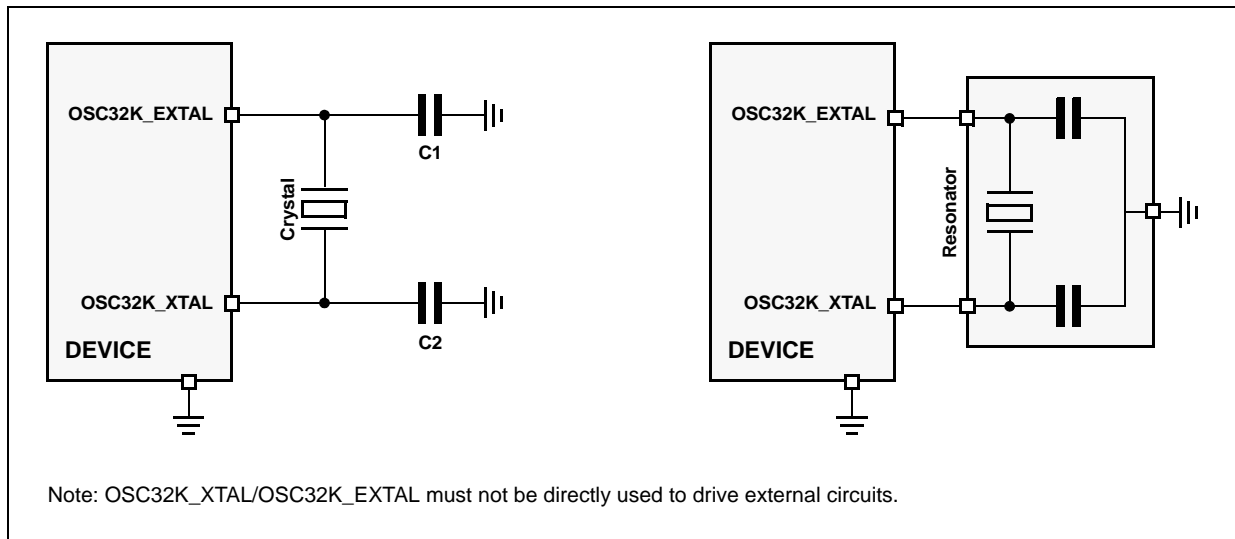 OSC32K_EXTAL
C1
Crystal
OSC32K_XTAL
C2
DEVICE
OSC32K_EXTAL
Resonator
OSC32K_XTAL
DEVICE
Note: OSC32K_XTAL/OSC32K_EXTAL must not be directly used to drive external circuits.